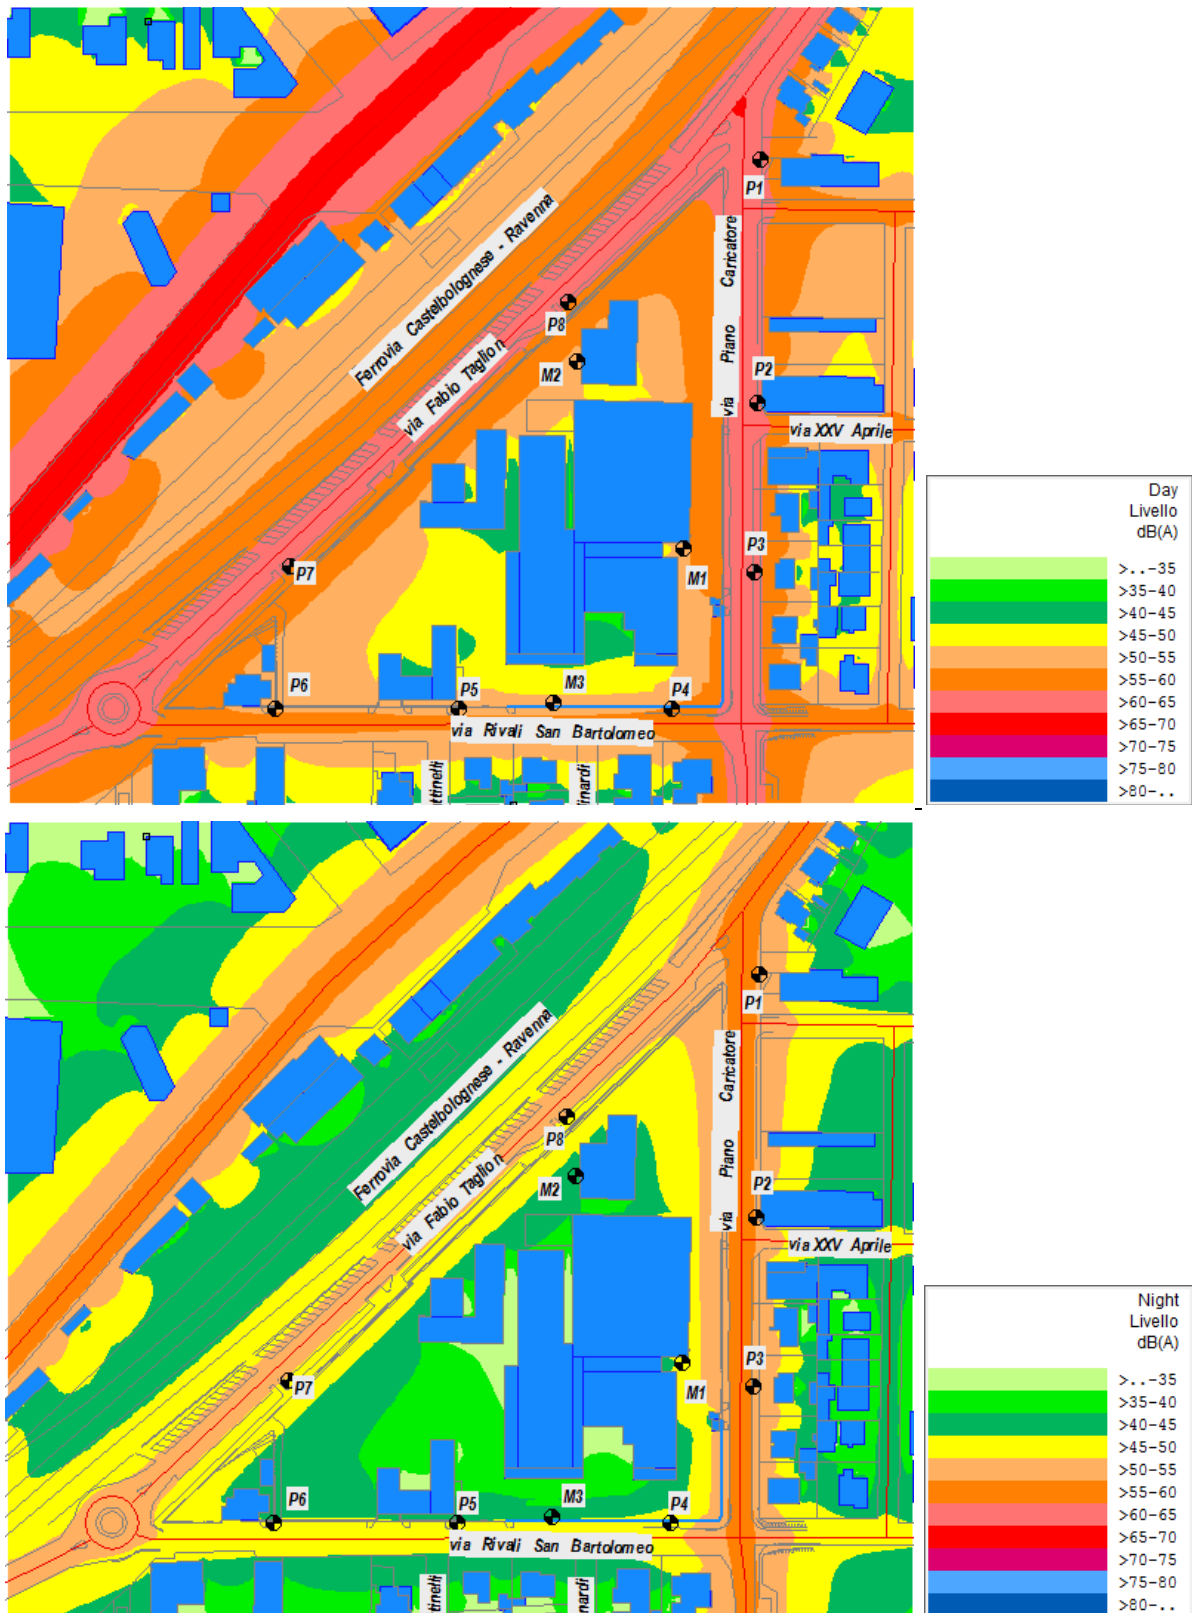 P1
Ferrovia Castelbolognese - Ravenna
via Piano Caricatore
P8
via Fabio Taglion
M2
P2
via XXV Aprile
P3
M1
P7
P6
P5
M3
P4
via Rivali San Bartolomeo
ttinelli
inardi
Day
Livello
dB(A)
>..-35
>35-40
>40-45
>45-50
>50-55
>55-60
>60-65
>65-70
>70-75
>75-80
>80-..
P1
Ferrovia Castelbolognese - Ravenna
via Piano Caricatore
P8
via Fabio Taglion
M2
P2
via XXV Aprile
P3
M1
P7
P6
P5
M3
P4
via Rivali San Bartolomeo
tinelli
nardi
Night
Livello
dB(A)
>..-35
>35-40
>40-45
>45-50
>50-55
>55-60
>60-65
>65-70
>70-75
>75-80
>80-..